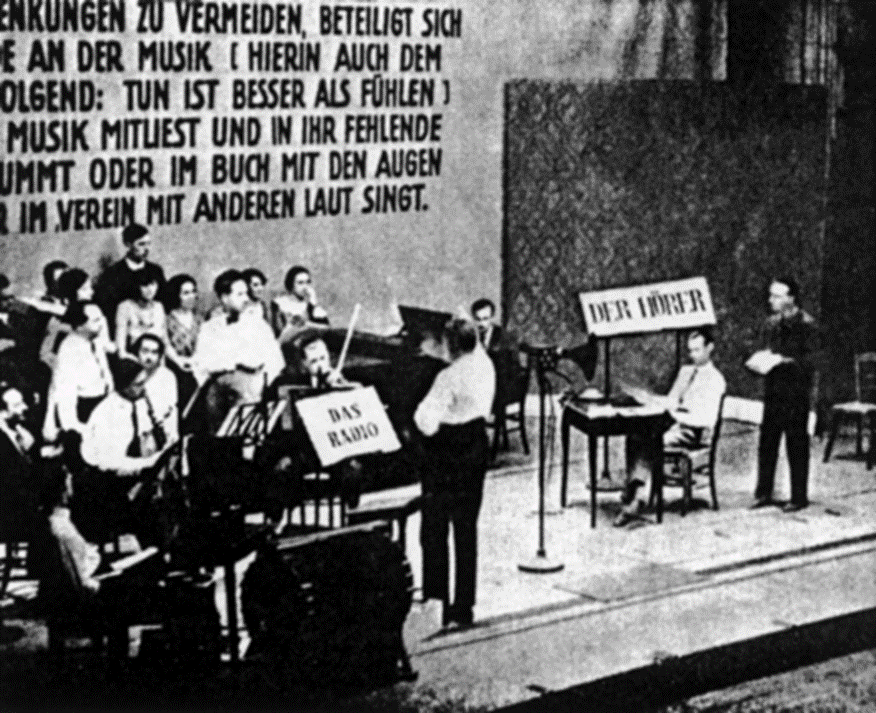 ENKUNGEN ZU VERMEIDEN, BETEILIGT SICH
E AN DER MUSIK (HIERIN AUCH DEM
OLGEND: TUN IST BESSER ALS FÜHLEN)
MUSIK MITLIEST UND IN IHR FEHLENDE
UMMT ODER IM BUCH MIT DEN AUGEN
R IM VEREIN MIT ANDEREN LAUT SINGT.
DER HÖRER
DAS
RADIO